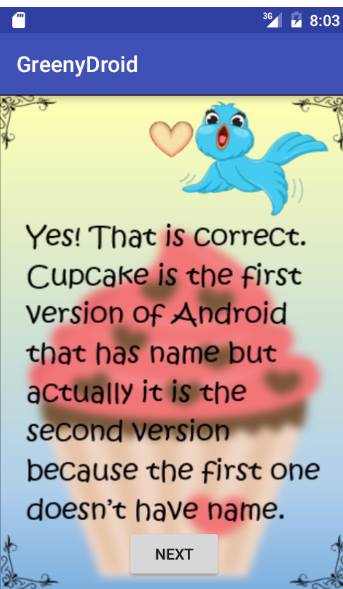 3G 8:03
GreenyDroid
Yes! That is correct.
Cupcake is the first
version of Android
that has name but
actually it is the
second version
because the first one
doesn't have name.
NEXT